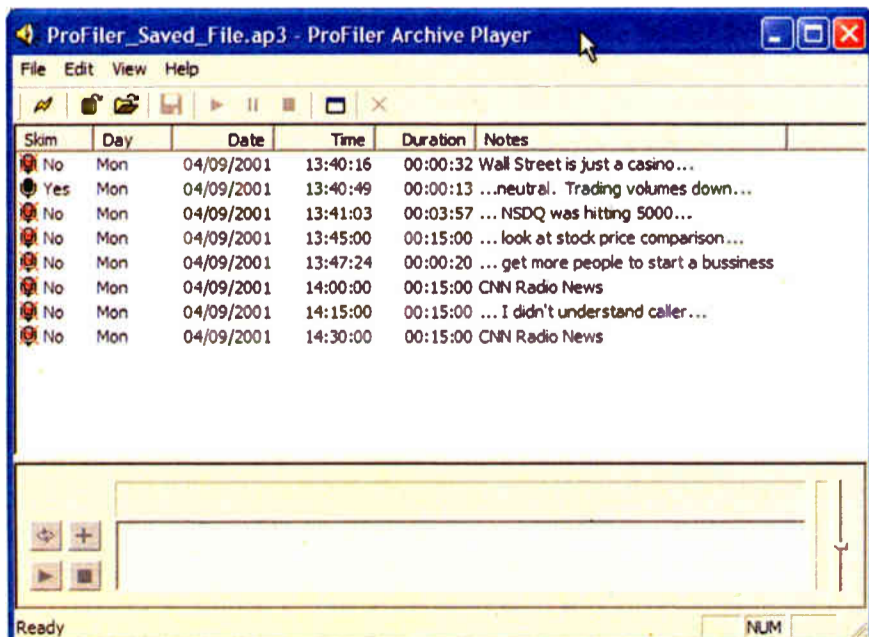 ProFiler_Saved_File.ap3 - ProFiler Archive Player
File Edit View Help
Skim Day Date Time Duration Notes
No Mon 04/09/2001 13:40:16 00:00:32 Wall Street is just a casino...
Yes Mon 04/09/2001 13:40:49 00:00:13 ...neutral. Trading volumes down...
No Mon 04/09/2001 13:41:03 00:03:57 ... NSDQ was hitting 5000...
No Mon 04/09/2001 13:45:00 00:15:00 ... look at stock price comparison...
No Mon 04/09/2001 13:47:24 00:00:20 ... get more people to start a bussiness
No Mon 04/09/2001 14:00:00 00:15:00 CNN Radio News
No Mon 04/09/2001 14:15:00 00:15:00 ... I didn't understand caller...
No Mon 04/09/2001 14:30:00 00:15:00 CNN Radio News
Ready NUM